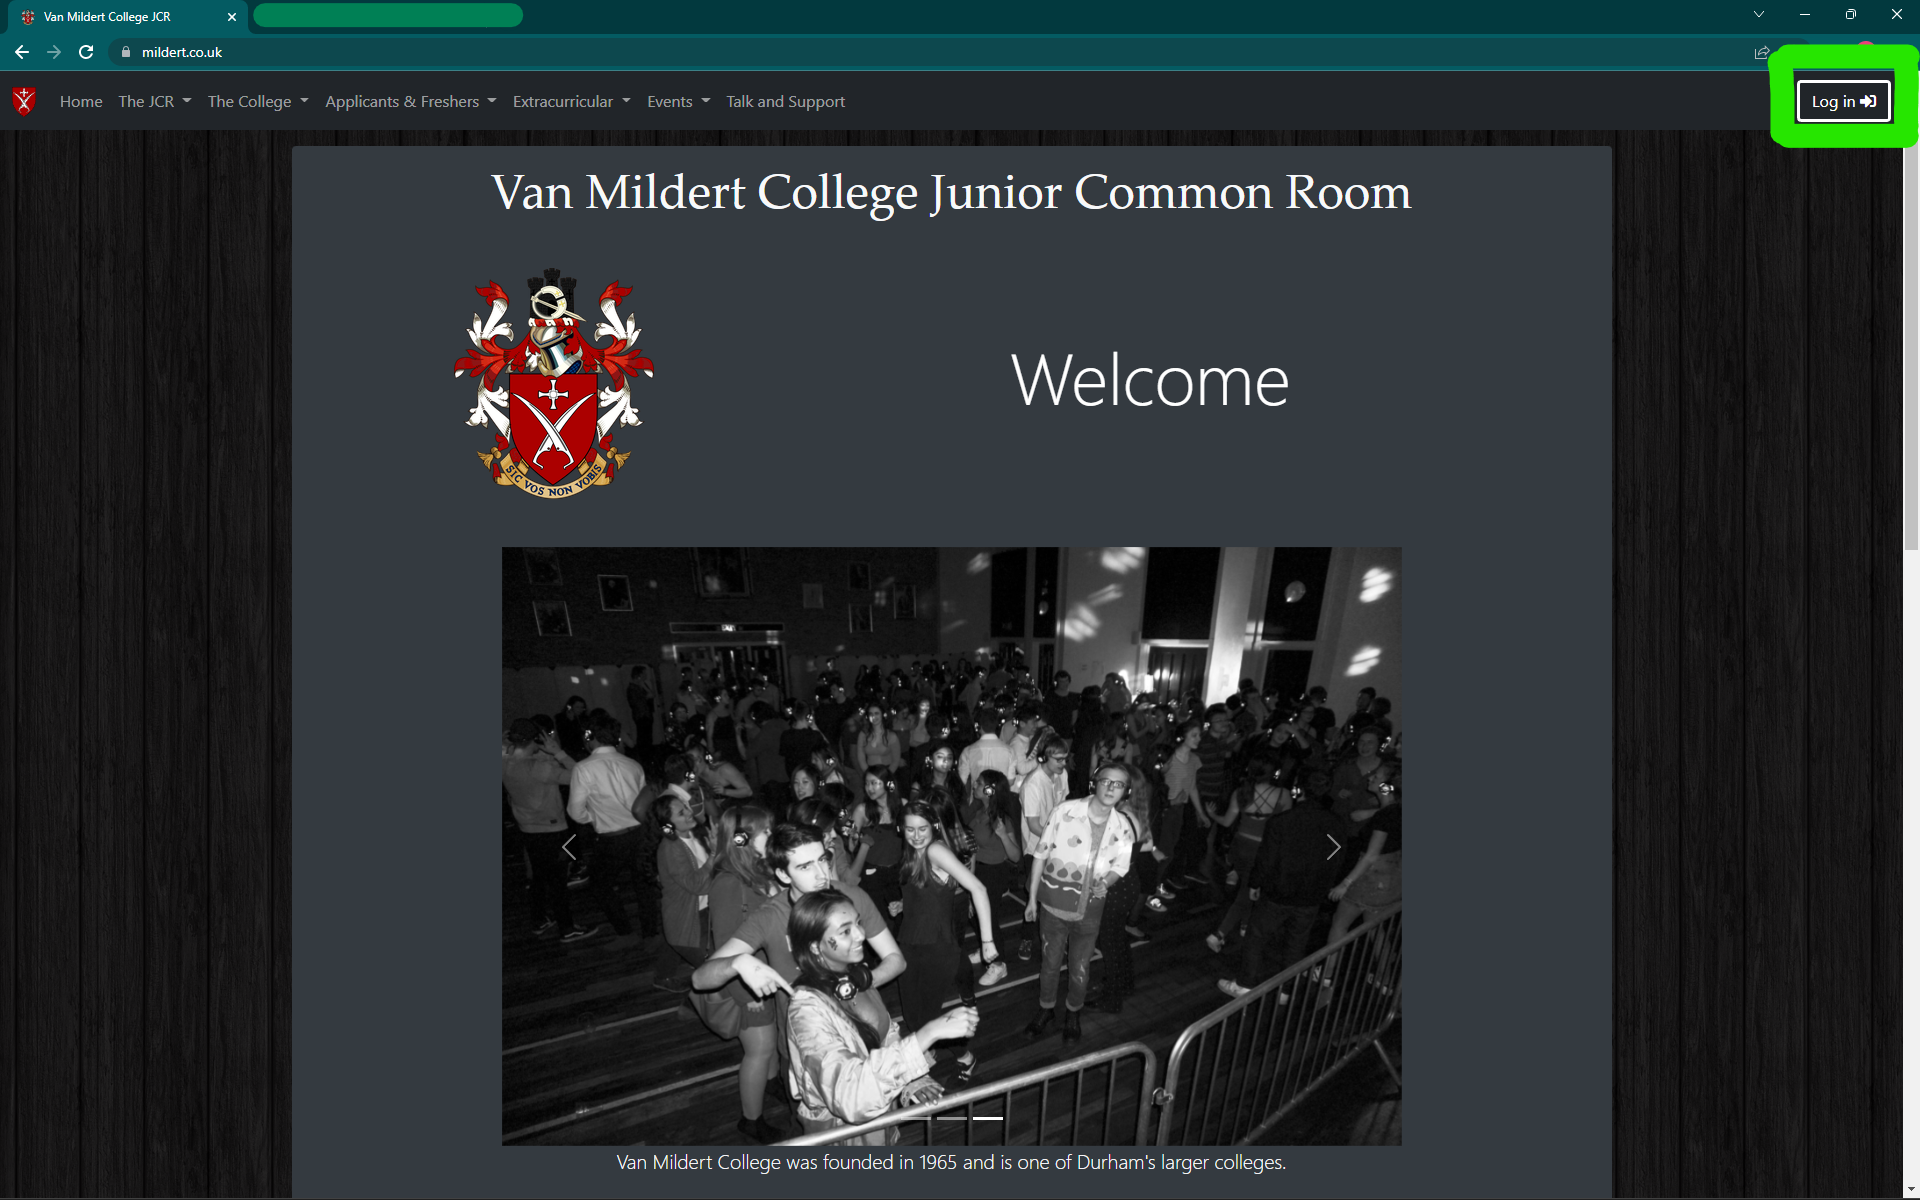 Van Mildert College JCR
mildert.co.uk
Home The JCR The College Applicants & Freshers Extracurricular Events Talk and Support Log in
Van Mildert College Junior Common Room
SIC VOS NON VOBIS
Welcome
Van Mildert College was founded in 1965 and is one of Durham's larger colleges.